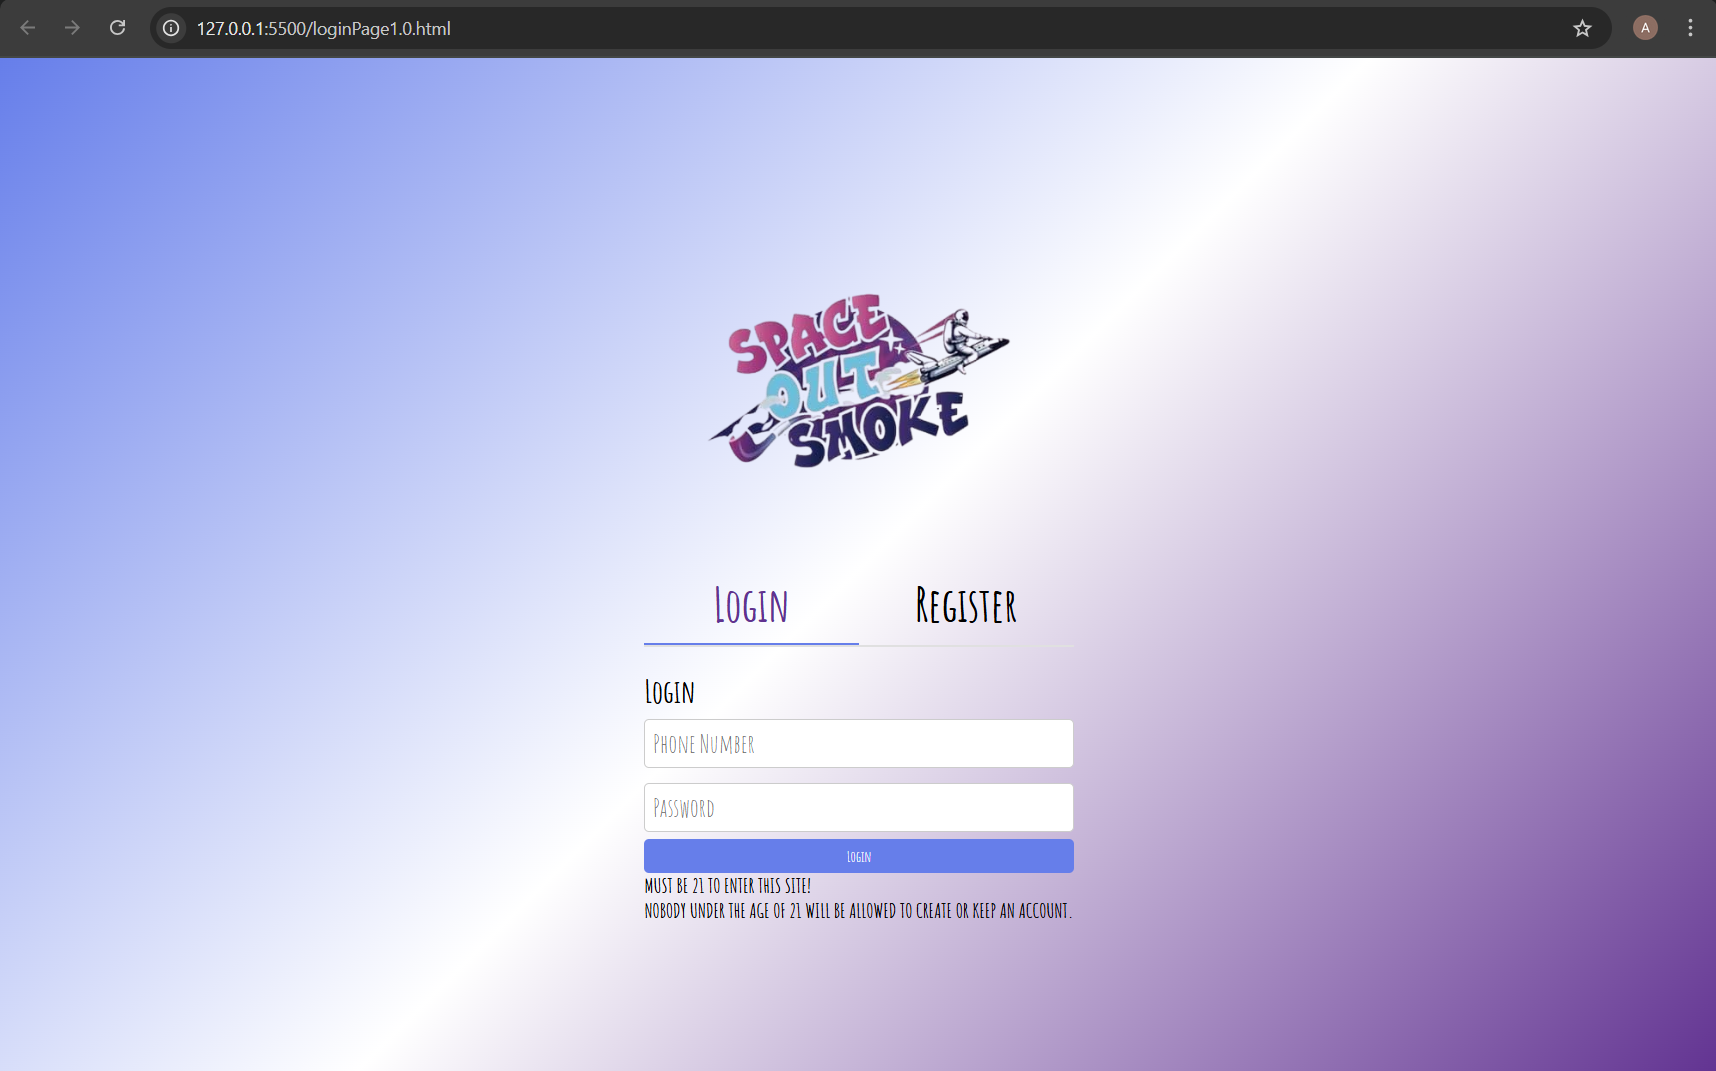 127.0.0.1:5500/loginPage1.0.html
A
SPACE
OUT
SMOKE
Login Register
Login
Phone Number
Password
Login
MUST BE 21 TO ENTER THIS SITE!
NOBODY UNDER THE AGE OF 21 WILL BE ALLOWED TO CREATE OR KEEP AN ACCOUNT.